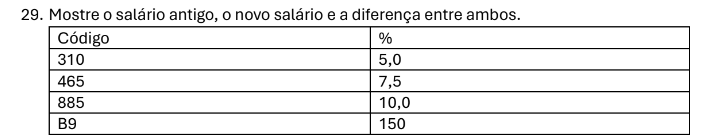 29. Mostre o salário antigo, o novo salário e a diferença entre ambos.
Código %
310 5,0
465 7,5
885 10,0
B9 150